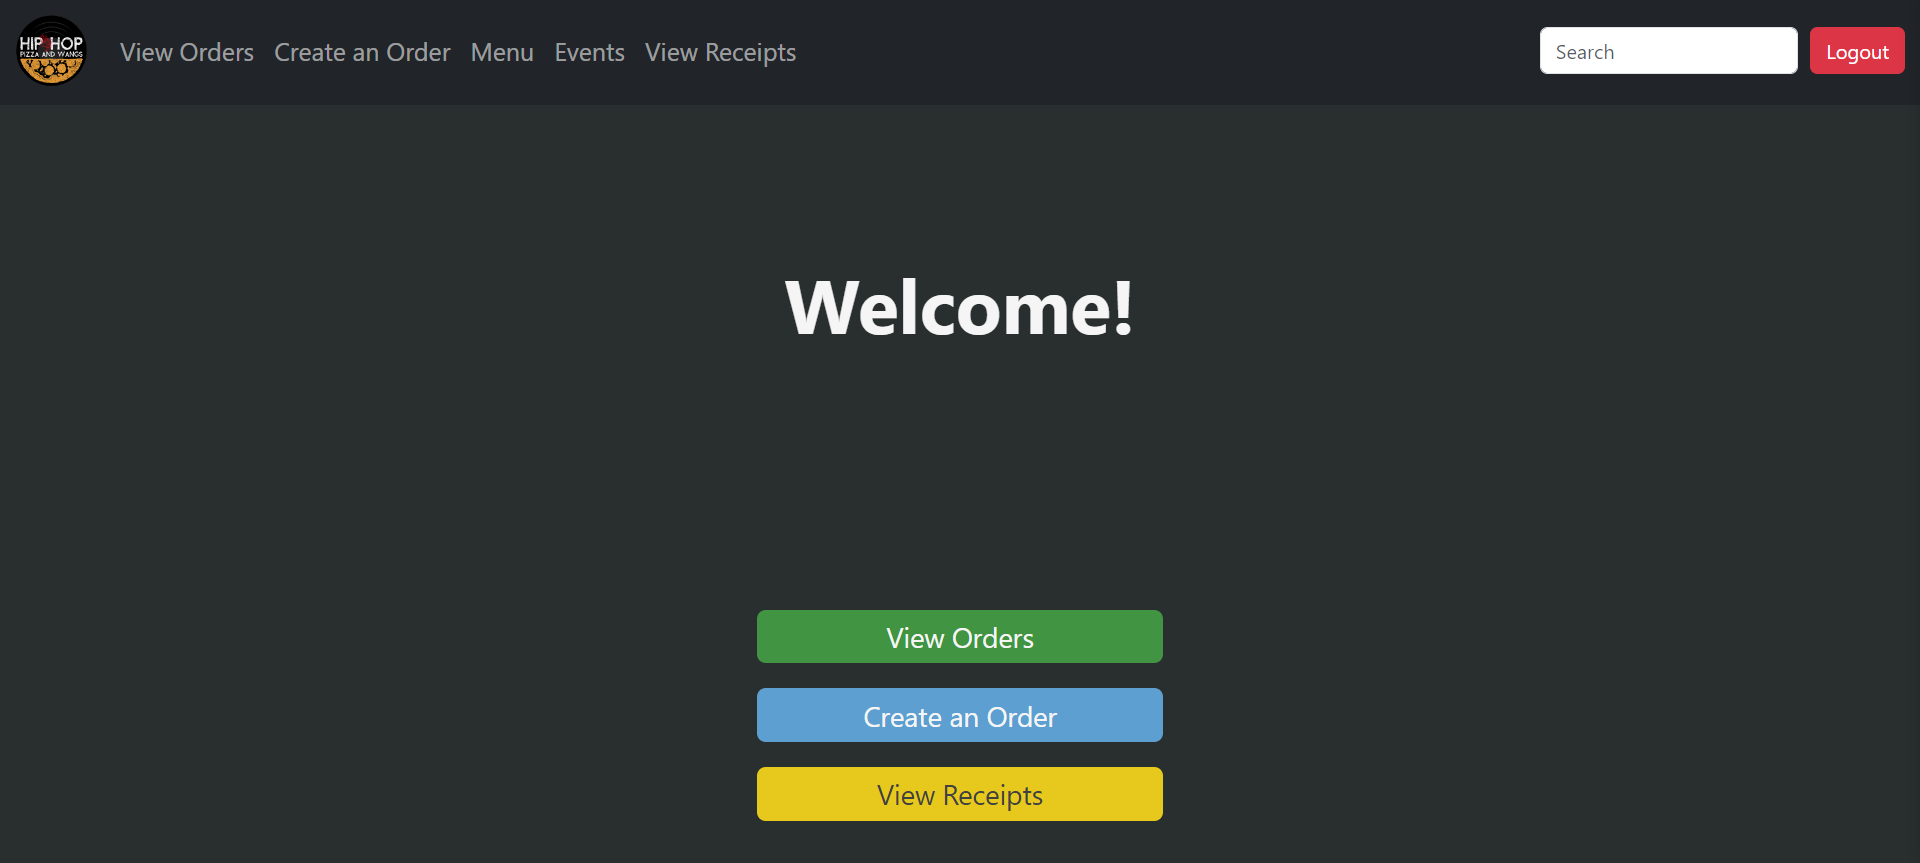 HIP HOP
PIZZA AND WANGS
View Orders Create an Order Menu Events View Receipts Search Logout
Welcome!
View Orders
Create an Order
View Receipts